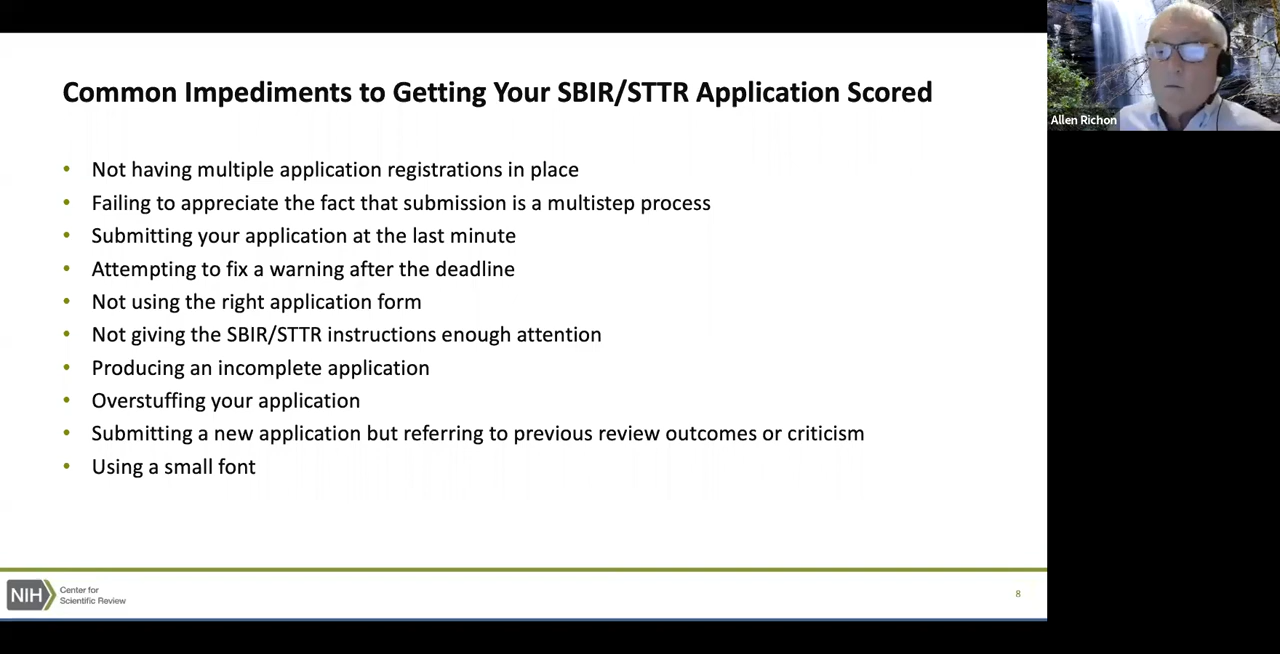 Common Impediments to Getting Your SBIR/STTR Application Scored
• Not having multiple application registrations in place
• Failing to appreciate the fact that submission is a multistep process
• Submitting your application at the last minute
• Attempting to fix a warning after the deadline
• Not using the right application form
• Not giving the SBIR/STTR instructions enough attention
• Producing an incomplete application
• Overstuffing your application
• Submitting a new application but referring to previous review outcomes or criticism
• Using a small font
NIH
Center for
Scientific Review
8
Allen Richon